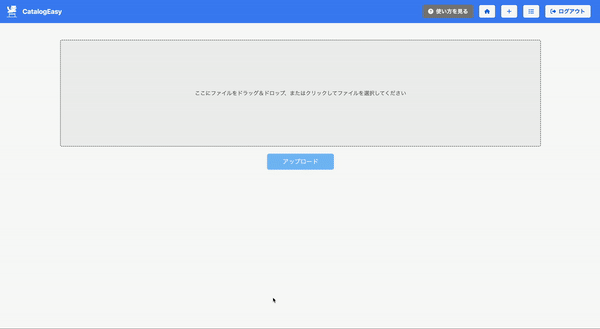 CatalogEasy
使い方を見る
ログアウト
ここにファイルをドラッグ＆ドロップ、またはクリックしてファイルを選択してください
アップロード